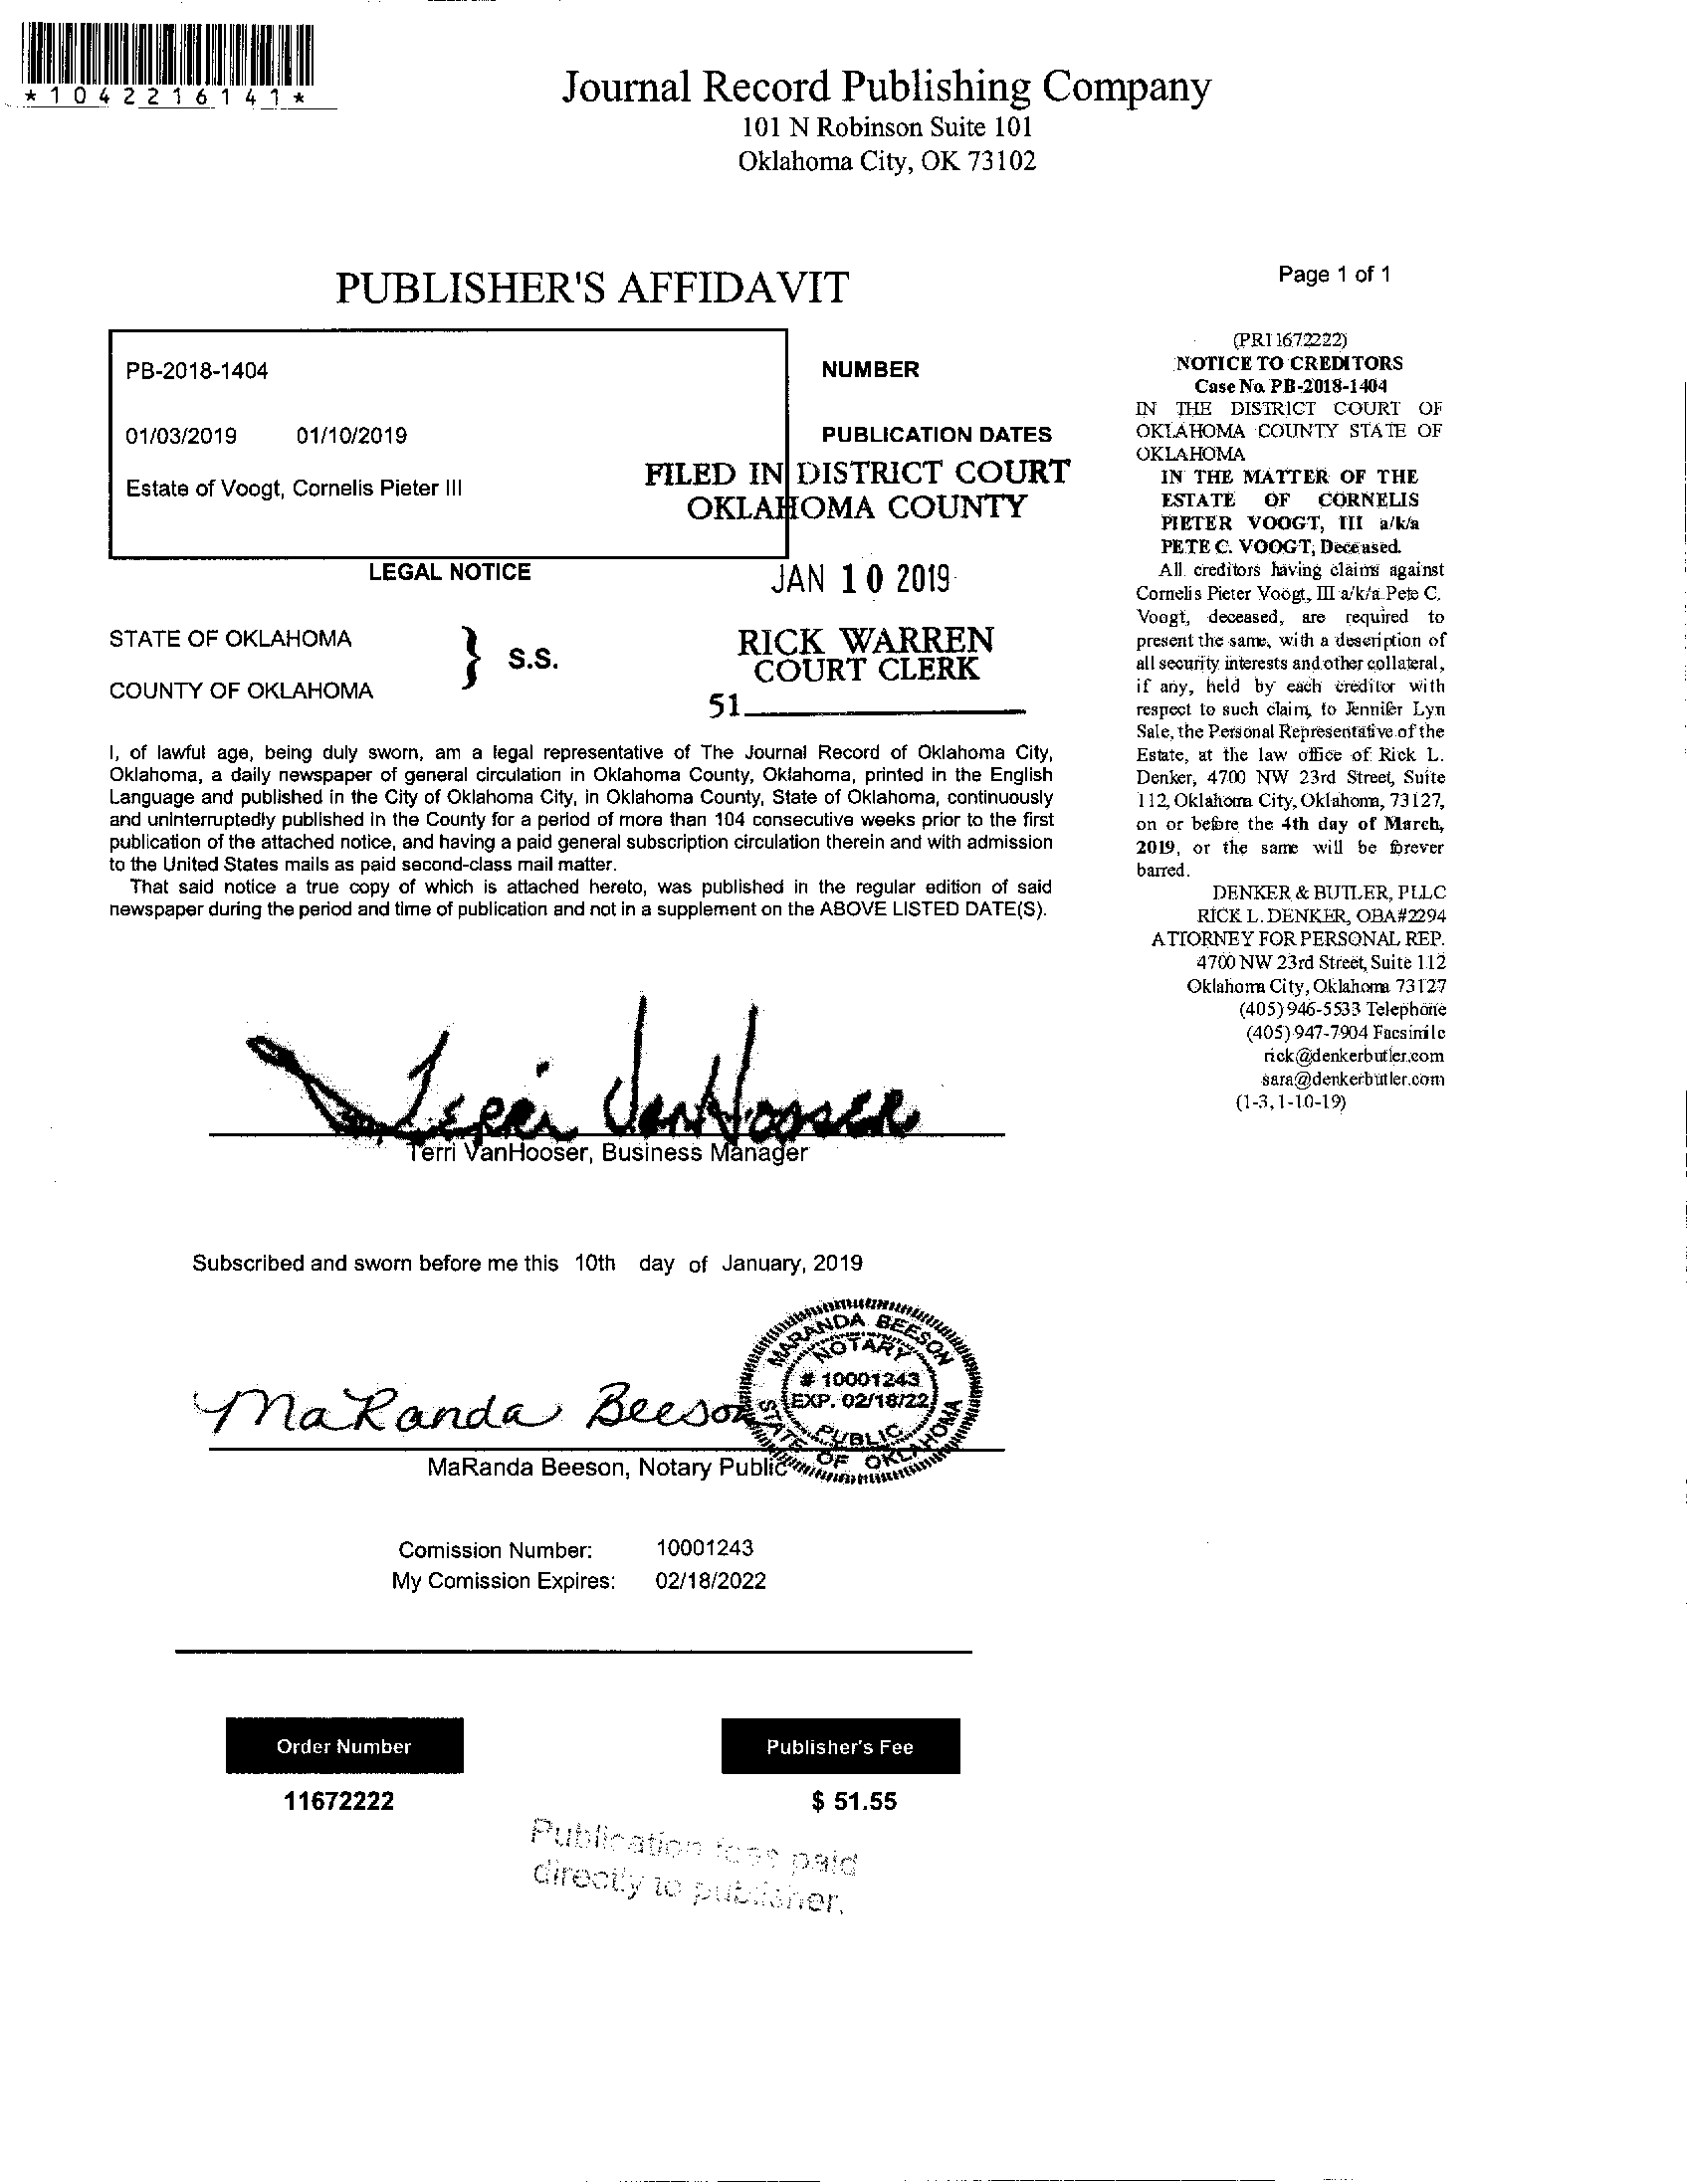 *1042216141*
Journal Record Publishing Company
101 N Robinson Suite 101
Oklahoma City, OK 73102
PUBLISHER'S AFFIDAVIT
Page 1 of 1
PB-2018-1404
NUMBER
01/03/2019 01/10/2019
PUBLICATION DATES
Estate of Voogt, Cornelis Pieter III
FILED IN DISTRICT COURT
OKLAHOMA COUNTY
LEGAL NOTICE
JAN 10 2019
STATE OF OKLAHOMA
} S.S.
COUNTY OF OKLAHOMA
RICK WARREN
COURT CLERK
51
I, of lawful age, being duly sworn, am a legal representative of The Journal Record of Oklahoma City,
Oklahoma, a daily newspaper of general circulation in Oklahoma County, Oklahoma, printed in the English
Language and published in the City of Oklahoma City, in Oklahoma County, State of Oklahoma, continuously
and uninterruptedly published in the County for a period of more than 104 consecutive weeks prior to the first
publication of the attached notice, and having a paid general subscription circulation therein and with admission
to the United States mails as paid second-class mail matter.
That said notice a true copy of which is attached hereto, was published in the regular edition of said
newspaper during the period and time of publication and not in a supplement on the ABOVE LISTED DATE(S).
Terri VanHooser
Terri VanHooser, Business Manager
Subscribed and sworn before me this 10th day of January, 2019
MaRanda Beeson
MARANDA BEESON
NOTARY
# 10001243
EXP. 02/18/22
PUBLIC
STATE OF OKLAHOMA
MaRanda Beeson, Notary Public
Comission Number: 10001243
My Comission Expires: 02/18/2022
Order Number
Publisher's Fee
11672222
$ 51.55
Publication fees paid
directly to publisher.
(PR11672222)
NOTICE TO CREDITORS
Case No. PB-2018-1404
IN THE DISTRICT COURT OF
OKLAHOMA COUNTY STATE OF
OKLAHOMA
IN THE MATTER OF THE
ESTATE OF CORNELIS
PIETER VOOGT, III a/k/a
PETE C. VOOGT, Deceased.
All creditors having claims against
Cornelis Pieter Voogt, III a/k/a Pete C.
Voogt, deceased, are required to
present the same, with a description of
all security interests and other collateral,
if any, held by each creditor with
respect to such claim, to Jennifer Lyn
Sale, the Personal Representative of the
Estate, at the law office of Rick L.
Denker, 4700 NW 23rd Street, Suite
112, Oklahoma City, Oklahoma, 73127,
on or before the 4th day of March,
2019, or the same will be forever
barred.
DENKER & BUTLER, PLLC
RICK L. DENKER, OBA#2294
ATTORNEY FOR PERSONAL REP.
4700 NW 23rd Street, Suite 112
Oklahoma City, Oklahoma 73127
(405) 946-5533 Telephone
(405) 947-7904 Facsimile
rick@denkerbutler.com
sara@denkerbutler.com
(1-3, 1-10-19)